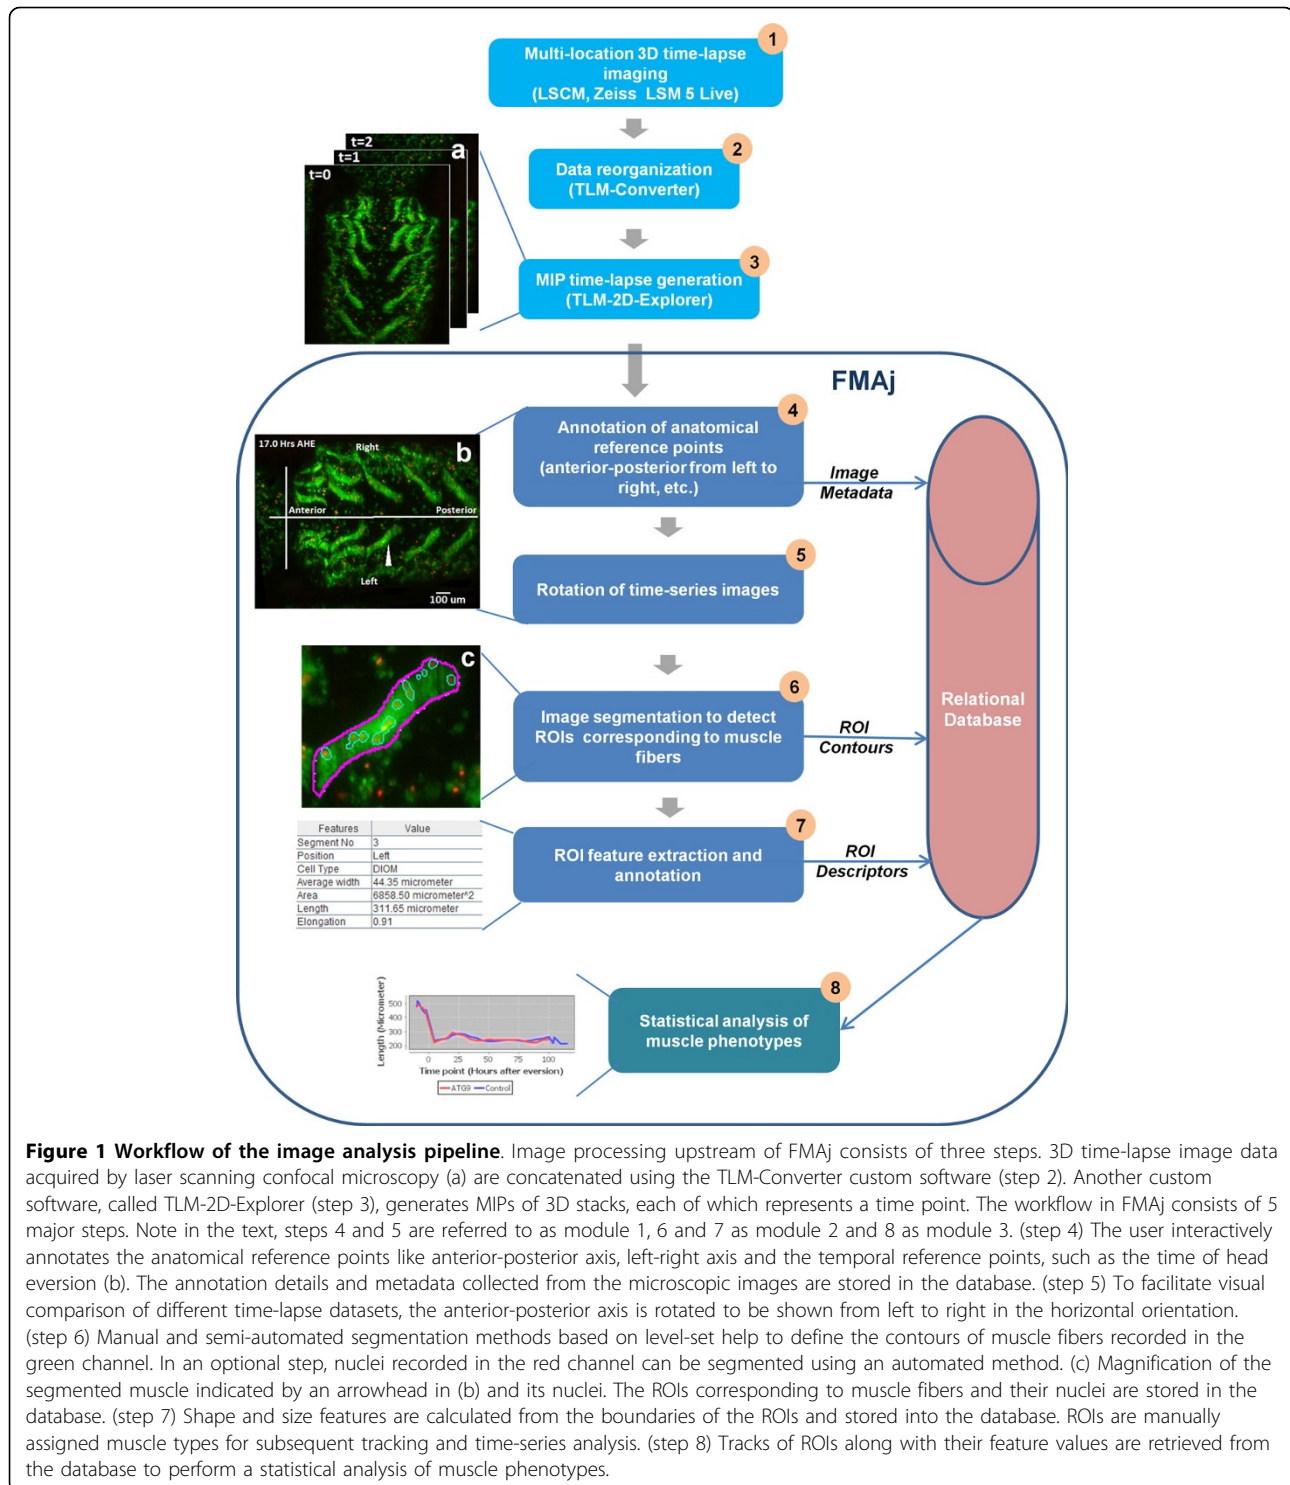 1
Multi-location 3D time-lapse
imaging
(LSCM, Zeiss LSM 5 Live)
2
Data reorganization
(TLM-Converter)
t=2
t=1
t=0
a
3
MIP time-lapse generation
(TLM-2D-Explorer)
FMAj
4
Annotation of anatomical
reference points
(anterior-posterior from left to
right, etc.)
Image
Metadata
17.0 Hrs AHE
Right
b
Anterior
Posterior
Left
100 um
5
Rotation of time-series images
c
6
Image segmentation to detect
ROIs corresponding to muscle
fibers
ROI
Contours
Relational
Database
Features Value
Segment No 3
Position Left
Cell Type DIOM
Average width 44.35 micrometer
Area 6858.50 micrometer^2
Length 311.65 micrometer
Elongation 0.91
7
ROI feature extraction and
annotation
ROI
Descriptors
8
Statistical analysis of
muscle phenotypes
Length (Micrometer)
500
400
300
200
0 25 50 75 100
Time point (Hours after eversion)
ATG9 Control
Figure 1 Workflow of the image analysis pipeline. Image processing upstream of FMAj consists of three steps. 3D time-lapse image data
acquired by laser scanning confocal microscopy (a) are concatenated using the TLM-Converter custom software (step 2). Another custom
software, called TLM-2D-Explorer (step 3), generates MIPs of 3D stacks, each of which represents a time point. The workflow in FMAj consists of 5
major steps. Note in the text, steps 4 and 5 are referred to as module 1, 6 and 7 as module 2 and 8 as module 3. (step 4) The user interactively
annotates the anatomical reference points like anterior-posterior axis, left-right axis and the temporal reference points, such as the time of head
eversion (b). The annotation details and metadata collected from the microscopic images are stored in the database. (step 5) To facilitate visual
comparison of different time-lapse datasets, the anterior-posterior axis is rotated to be shown from left to right in the horizontal orientation.
(step 6) Manual and semi-automated segmentation methods based on level-set help to define the contours of muscle fibers recorded in the
green channel. In an optional step, nuclei recorded in the red channel can be segmented using an automated method. (c) Magnification of the
segmented muscle indicated by an arrowhead in (b) and its nuclei. The ROIs corresponding to muscle fibers and their nuclei are stored in the
database. (step 7) Shape and size features are calculated from the boundaries of the ROIs and stored into the database. ROIs are manually
assigned muscle types for subsequent tracking and time-series analysis. (step 8) Tracks of ROIs along with their feature values are retrieved from
the database to perform a statistical analysis of muscle phenotypes.